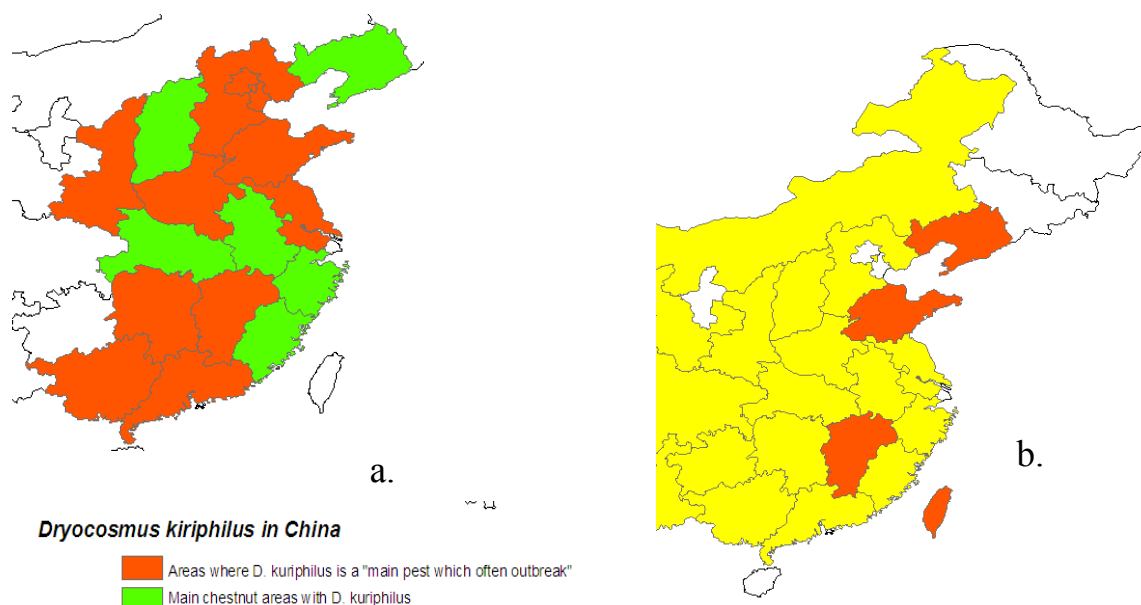 a.
b.
Dryocosmus kiriphilus in China
Areas where D. kuriphilus is a "main pest which often outbreak"
Main chestnut areas with D. kuriphilus